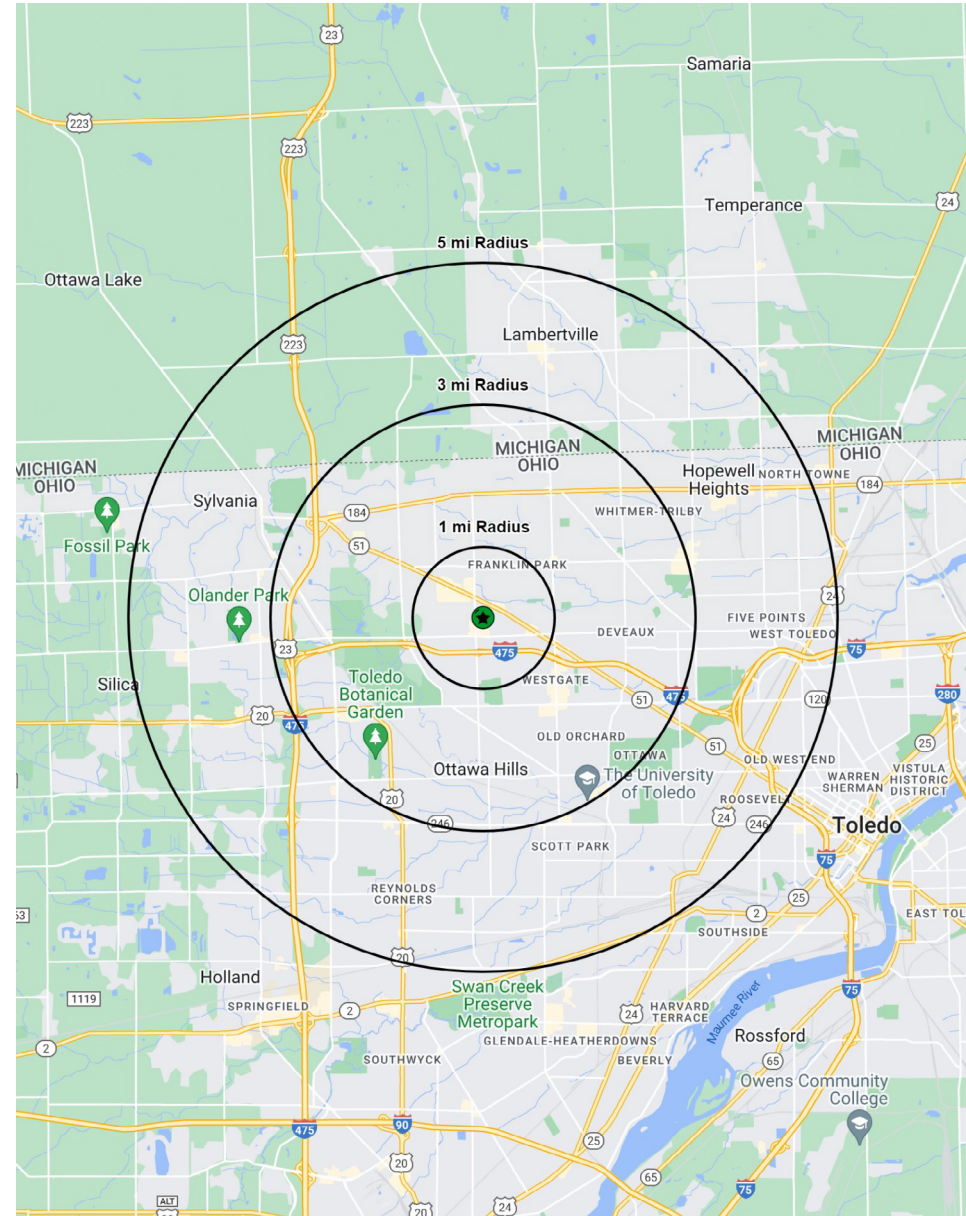 23
Samaria
223
223
Temperance
24
5 mi Radius
Ottawa Lake
Lambertville
223
3 mi Radius
MICHIGAN
OHIO
MICHIGAN
OHIO
MICHIGAN
OHIO
Hopewell
Heights
NORTH TOWNE
184
Sylvania
184
WHITMER-TRILBY
1 mi Radius
51
Fossil Park
FRANKLIN PARK
Olander Park
24
FIVE POINTS
DEVEAUX
WEST TOLEDO
23
475
75
Silica
Toledo
Botanical
Garden
WESTGATE
475
51
120
280
20
475
OLD ORCHARD
51
25
OTTAWA
OLD WEST END
Ottawa Hills
The University
of Toledo
WARREN
SHERMAN
VISTULA
HISTORIC
DISTRICT
20
ROOSEVELT
24
246
246
Toledo
SCOTT PARK
75
REYNOLDS
CORNERS
25
2
63
EAST TOL
SOUTHSIDE
20
Holland
Swan Creek
Preserve
Metropark
75
1119
SPRINGFIELD
2
24
HARVARD
TERRACE
Maumee River
Rossford
2
GLENDALE-HEATHERDOWNS
SOUTHWYCK
BEVERLY
65
Owens Community
College
475
90
25
20
65
75
ALT
20
24